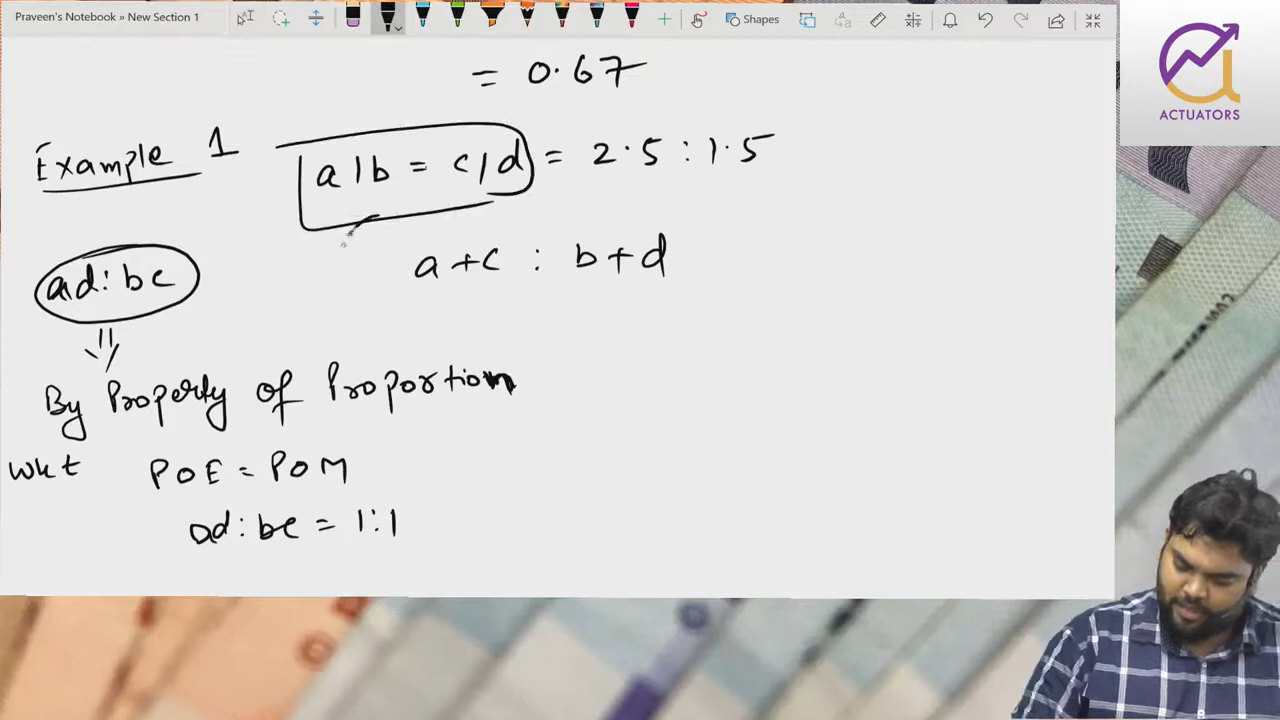 Praveen's Notebook » New Section 1
Shapes
ACTUATORS
= 0.67
Example 1 a/b = c/d = 2.5 : 1.5
ad:bc
a+c : b+d
By Property of Proportion
wkt POE = POM
ad:bc = 1:1